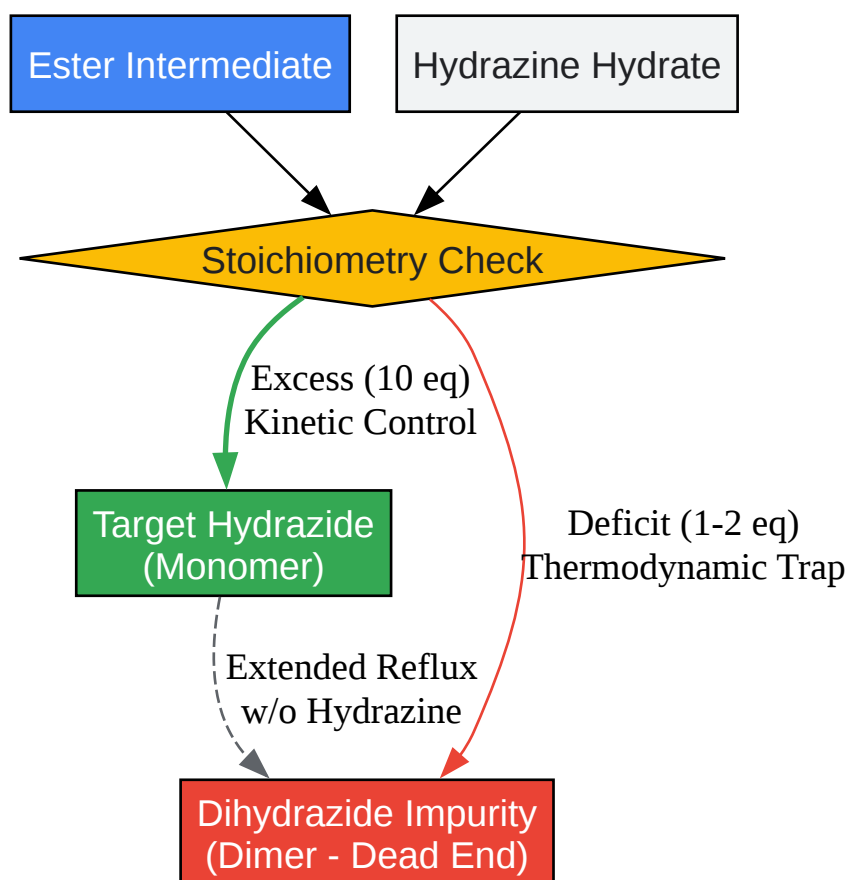 Ester Intermediate
Hydrazine Hydrate
Stoichiometry Check
Excess (10 eq)
Kinetic Control
Target Hydrazide
(Monomer)
Deficit (1-2 eq)
Thermodynamic Trap
Extended Reflux
w/o Hydrazine
Dihydrazide Impurity
(Dimer - Dead End)